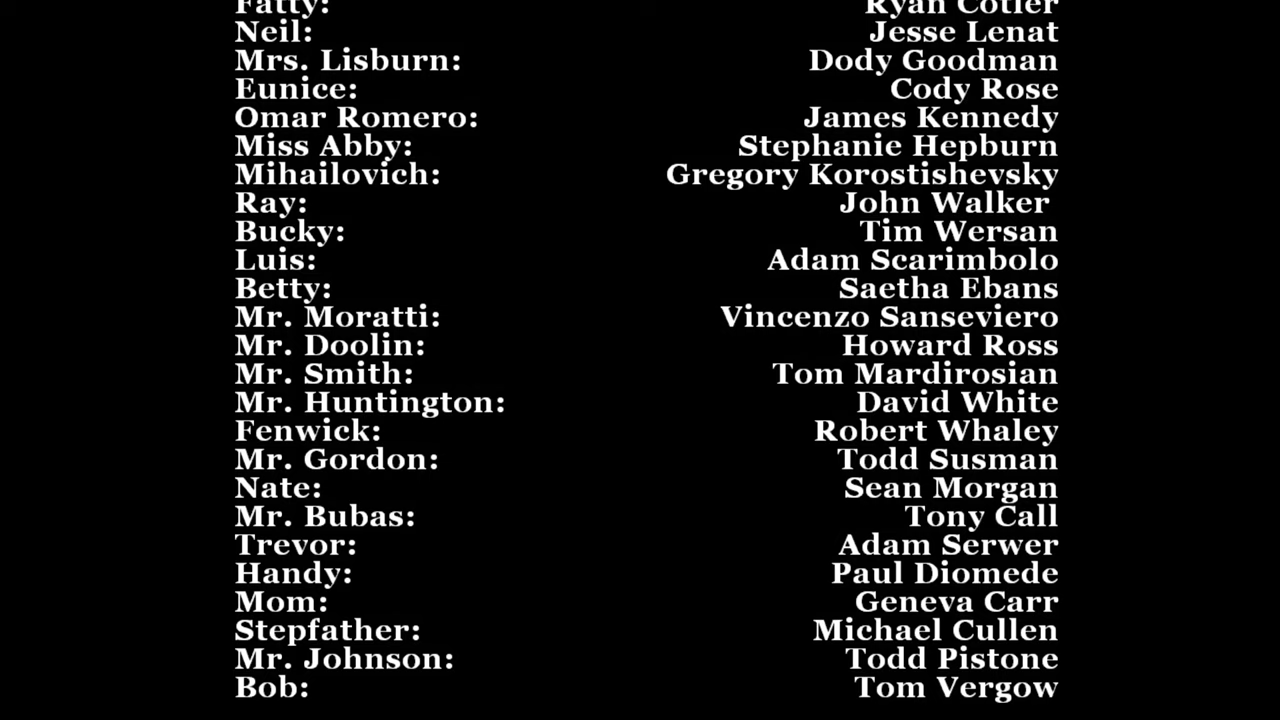 Fatty: Ryan Cotler
Neil: Jesse Lenat
Mrs. Lisburn: Dody Goodman
Eunice: Cody Rose
Omar Romero: James Kennedy
Miss Abby: Stephanie Hepburn
Mihailovich: Gregory Korostishevsky
Ray: John Walker
Bucky: Tim Wersan
Luis: Adam Scarimbolo
Betty: Saetha Ebans
Mr. Moratti: Vincenzo Sanseviero
Mr. Doolin: Howard Ross
Mr. Smith: Tom Mardirosian
Mr. Huntington: David White
Fenwick: Robert Whaley
Mr. Gordon: Todd Susman
Nate: Sean Morgan
Mr. Bubas: Tony Call
Trevor: Adam Serwer
Handy: Paul Diomede
Mom: Geneva Carr
Stepfather: Michael Cullen
Mr. Johnson: Todd Pistone
Bob: Tom Vergow